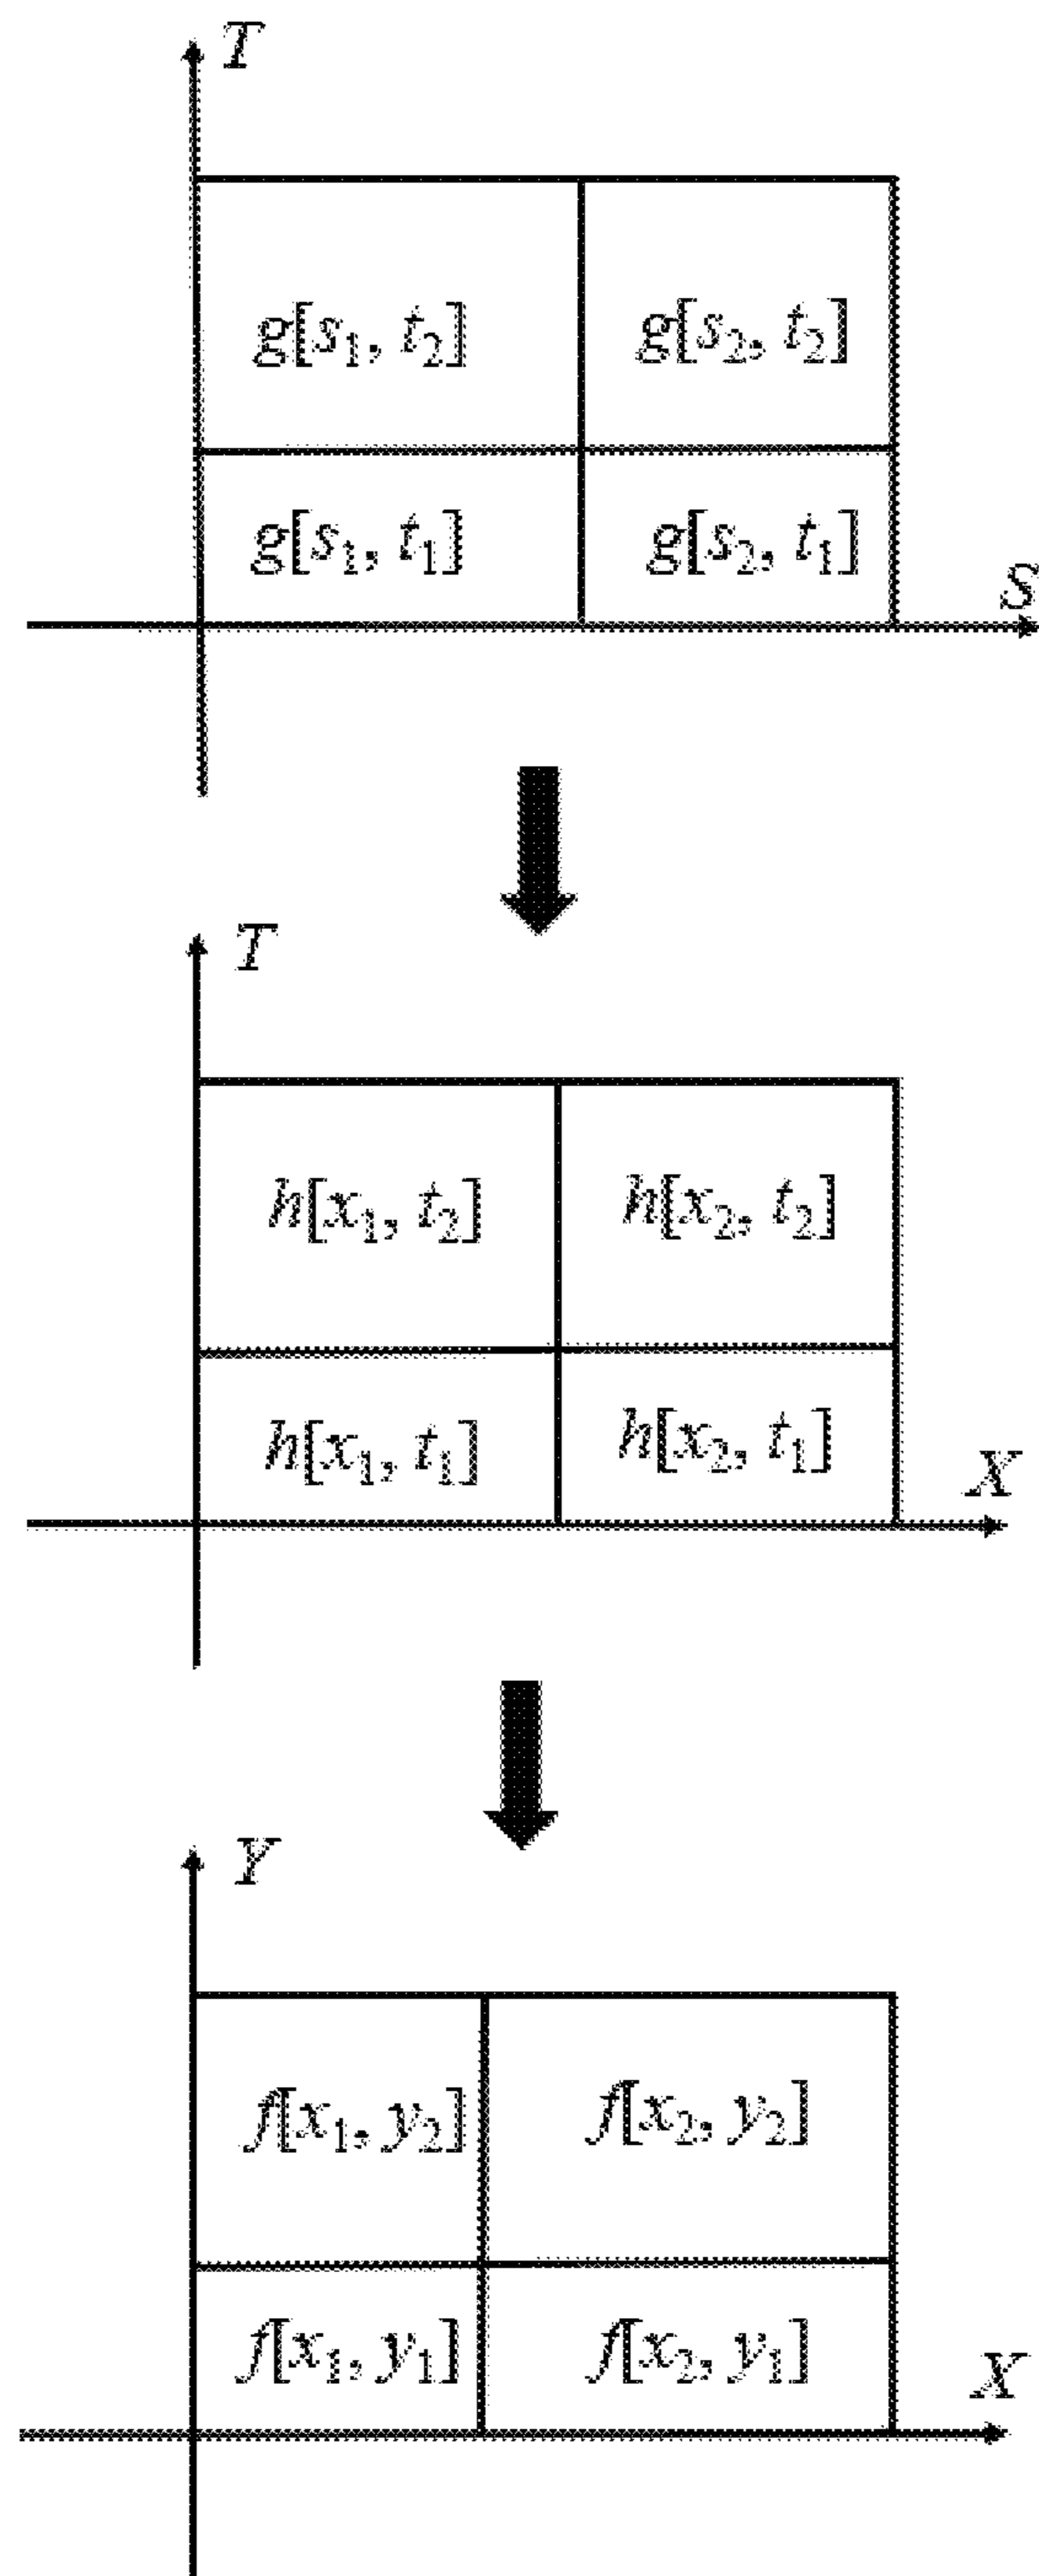 T
g[s₁, t₂] g[s₂, t₂]
g[s₁, t₁] g[s₂, t₁]
S
T
h[x₁, t₂] h[x₂, t₂]
h[x₁, t₁] h[x₂, t₁]
X
Y
f[x₁, y₂] f[x₂, y₂]
f[x₁, y₁] f[x₂, y₁]
X